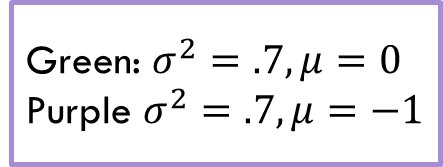 Green: σ² = .7, μ = 0
Purple σ² = .7, μ = −1